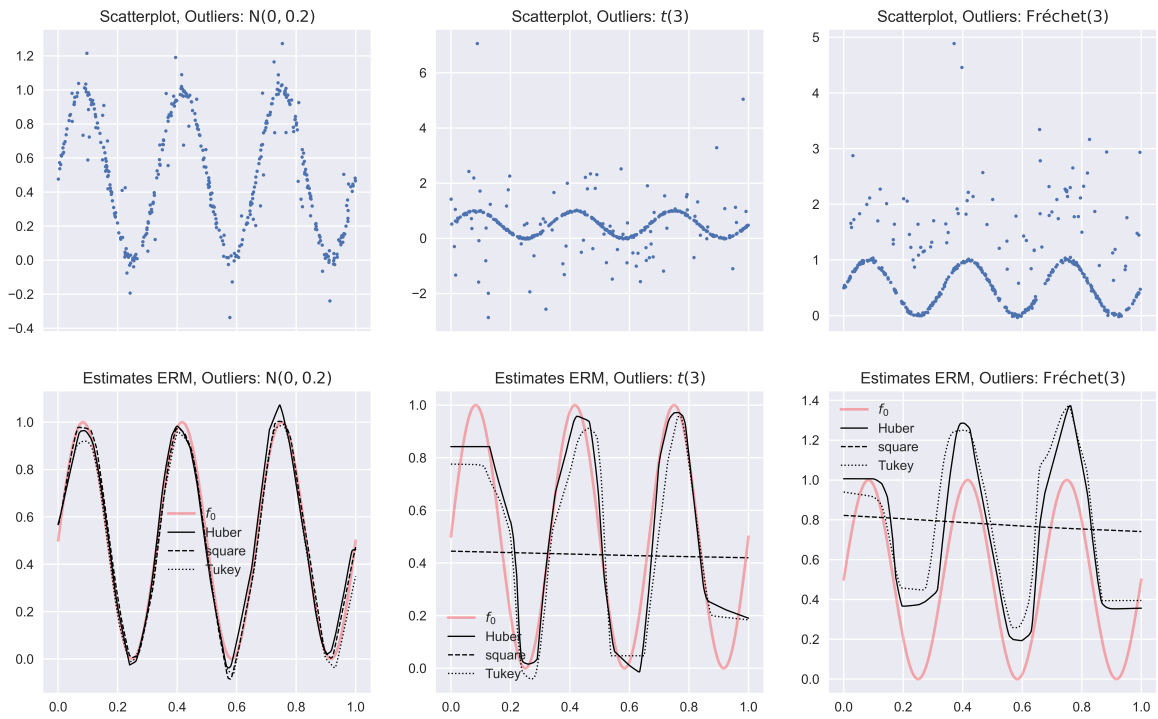 Scatterplot, Outliers: N(0, 0.2)
Scatterplot, Outliers: t(3)
Scatterplot, Outliers: Fréchet(3)
1.2
1.0
0.8
0.6
0.4
0.2
0.0
−0.2
−0.4
6
4
2
0
−2
5
4
3
2
1
0
Estimates ERM, Outliers: N(0, 0.2)
Estimates ERM, Outliers: t(3)
Estimates ERM, Outliers: Fréchet(3)
1.0
0.8
0.6
0.4
0.2
0.0
f₀
Huber
square
Tukey
0.0 0.2 0.4 0.6 0.8 1.0
1.0
0.8
0.6
0.4
0.2
0.0
f₀
Huber
square
Tukey
0.0 0.2 0.4 0.6 0.8 1.0
1.4
1.2
1.0
0.8
0.6
0.4
0.2
0.0
f₀
Huber
square
Tukey
0.0 0.2 0.4 0.6 0.8 1.0